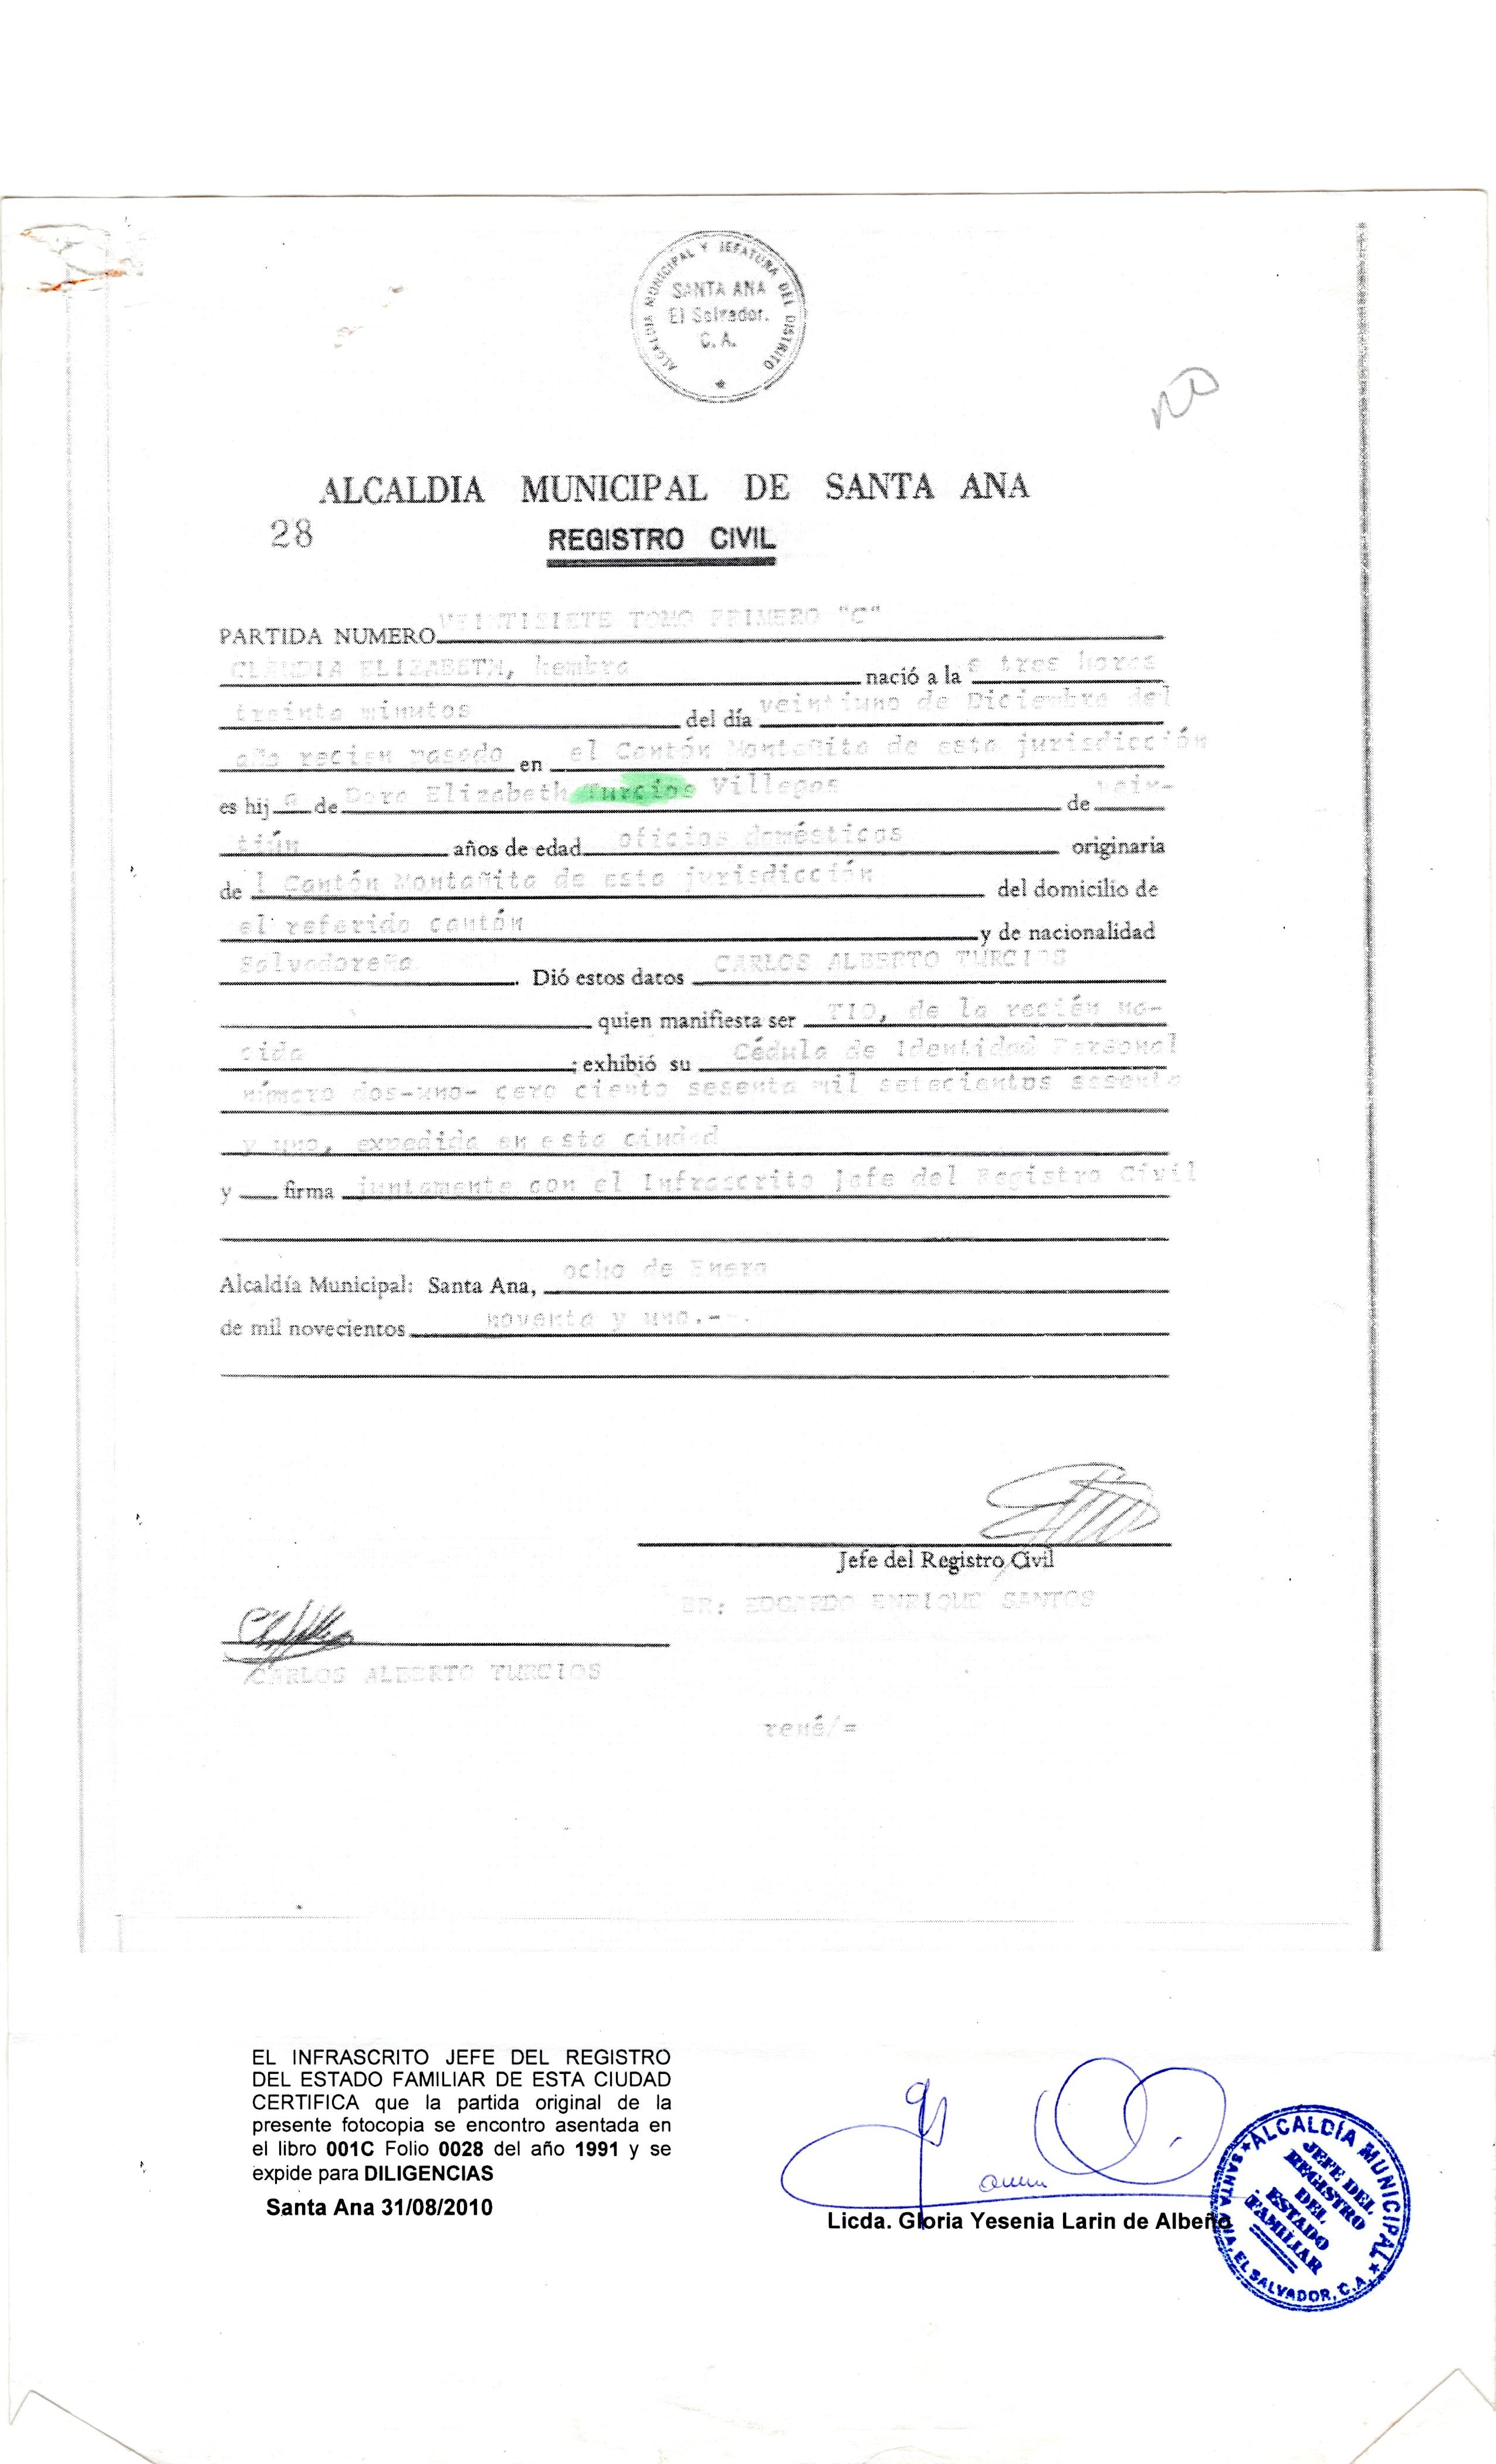 ALCALDIA MUNICIPAL Y JEFATURA DEL DISTRITO
SANTA ANA
El Salvador.
C. A.
no
ALCALDIA MUNICIPAL DE SANTA ANA
28
REGISTRO CIVIL
PARTIDA NUMERO VEINTISIETE TOMO PRIMERO "C"
CLAUDIA ELIZABETH, hembra nació a la s tres horas
treinta minutos del día veintiuno de Diciembre del
año recien pasado en el Cantón Montañita de esta jurisdicción
es hij a de Dora Elizabeth Turcios Villegas de vein-
tiún años de edad oficios domésticos originaria
de l Cantón Montañita de esta jurisdicción del domicilio de
el referido cantón y de nacionalidad
Salvadoreña. Dió estos datos CARLOS ALBERTO TURCIOS
quien manifiesta ser TIO, de la recién na-
cida ; exhibió su Cédula de Identidad Personal
número dos-uno- cero ciento sesenta mil setecientos sesenta
y uno, expedida en esta ciudad
y firma juntamente con el Infrascrito Jefe del Registro Civil
Alcaldía Municipal: Santa Ana, ocho de Enero
de mil novecientos noventa y uno.-
Jefe del Registro Civil
BR: EDGARDO ENRIQUE SANTOS
CARLOS ALBERTO TURCIOS
rené/=
EL INFRASCRITO JEFE DEL REGISTRO
DEL ESTADO FAMILIAR DE ESTA CIUDAD
CERTIFICA que la partida original de la
presente fotocopia se encontro asentada en
el libro 001C Folio 0028 del año 1991 y se
expide para DILIGENCIAS
Santa Ana 31/08/2010
Licda. Gloria Yesenia Larin de Albeño
ALCALDÍA MUNICIPAL
JEFE DEL
REGISTRO
DEL
ESTADO
FAMILIAR
SANTA ANA, EL SALVADOR, C.A.